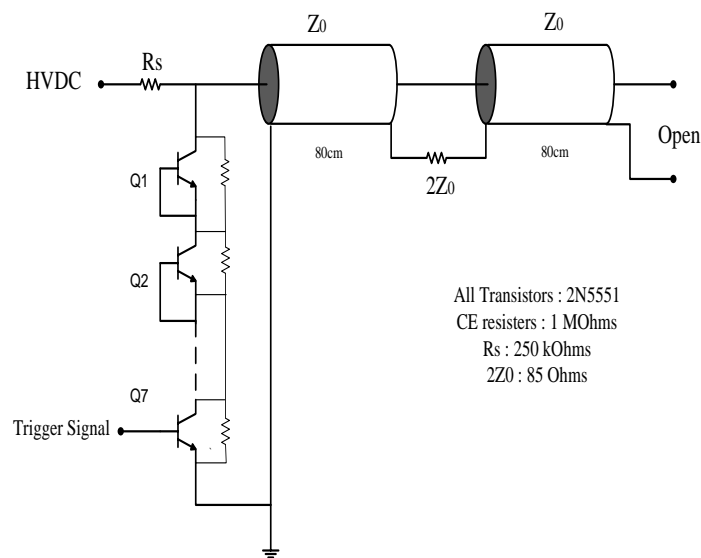 Z0
Z0
Rs
HVDC
Open
80cm
80cm
2Z0
Q1
Q2
All Transistors : 2N5551
CE resisters : 1 MOhms
Rs : 250 kOhms
2Z0 : 85 Ohms
Q7
Trigger Signal